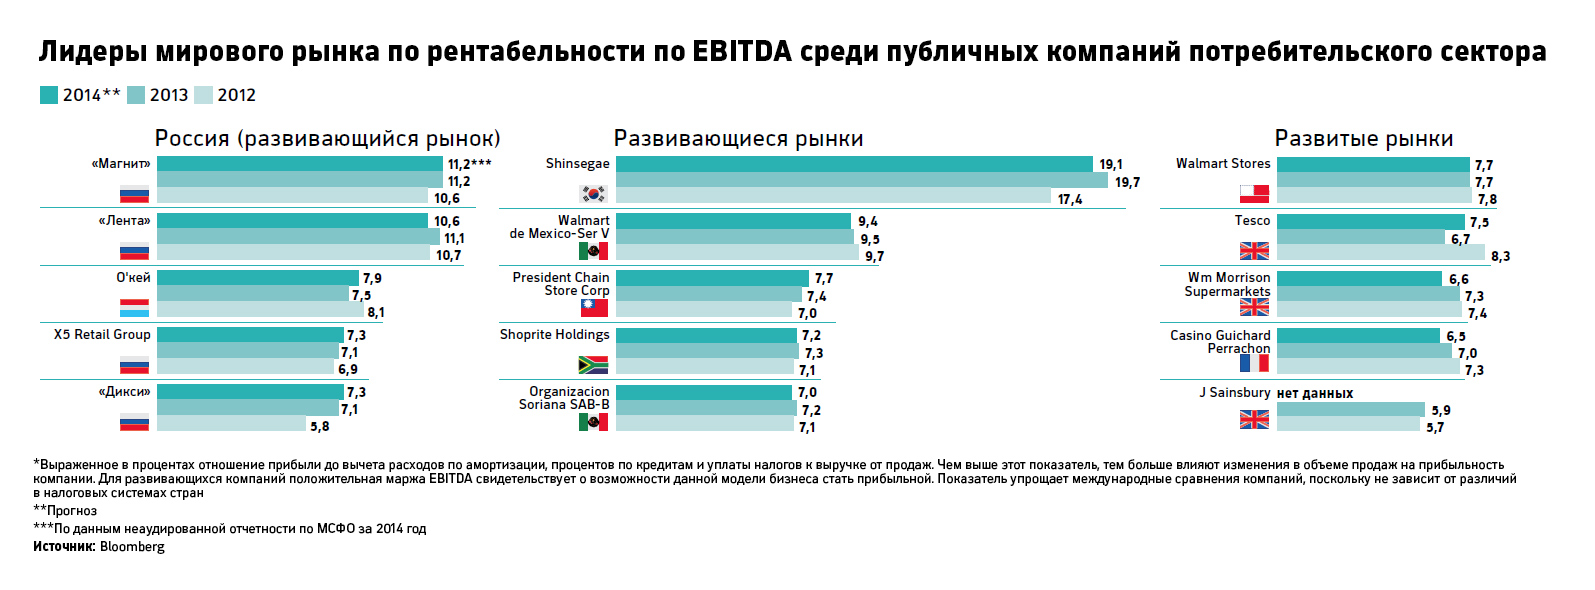 Лидеры мирового рынка по рентабельности по EBITDA среди публичных компаний потребительского сектора
2014** 2013 2012
Россия (развивающийся рынок)
«Магнит» 11,2***
11,2
10,6
«Лента» 10,6
11,1
10,7
О'кей 7,9
7,5
8,1
X5 Retail Group 7,3
7,1
6,9
«Дикси» 7,3
7,1
5,8
Развивающиеся рынки
Shinsegae 19,1
19,7
17,4
Walmart 9,4
de Mexico-Ser V 9,5
9,7
President Chain 7,7
Store Corp 7,4
7,0
Shoprite Holdings 7,2
7,3
7,1
Organizacion 7,0
Soriana SAB-B 7,2
7,1
Развитые рынки
Walmart Stores 7,7
7,7
7,8
Tesco 7,5
6,7
8,3
Wm Morrison 6,6
Supermarkets 7,3
7,4
Casino Guichard 6,5
Perrachon 7,0
7,3
J Sainsbury нет данных
5,9
5,7
*Выраженное в процентах отношение прибыли до вычета расходов по амортизации, процентов по кредитам и уплаты налогов к выручке от продаж. Чем выше этот показатель, тем больше влияют изменения в объеме продаж на прибыльность
компании. Для развивающихся компаний положительная маржа EBITDA свидетельствует о возможности данной модели бизнеса стать прибыльной. Показатель упрощает международные сравнения компаний, поскольку не зависит от различий
в налоговых системах стран
**Прогноз
***По данным неаудированной отчетности по МСФО за 2014 год
Источник: Bloomberg